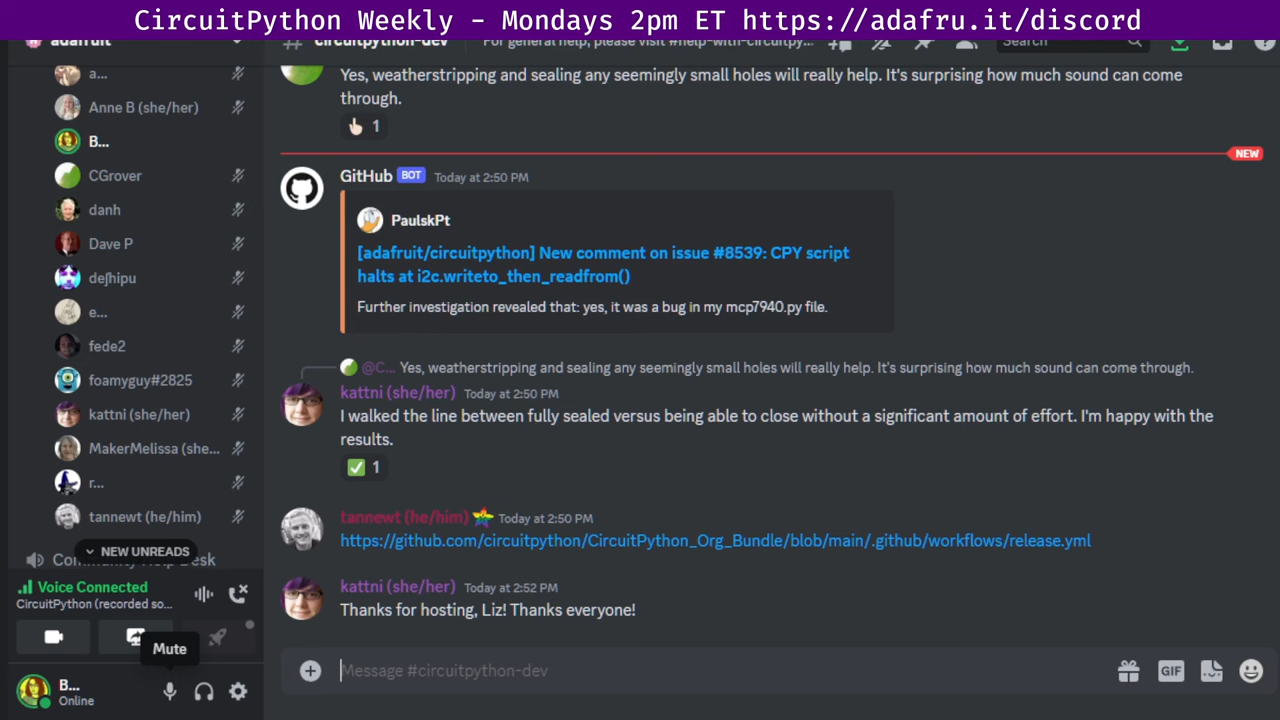 CircuitPython Weekly - Mondays 2pm ET https://adafru.it/discord
adafruit
circuitpython-dev
For general help, please visit #help-with-circuitpy...
Search
a...
Anne B (she/her)
B...
CGrover
danh
Dave P
deʃhipu
e...
fede2
foamyguy#2825
kattni (she/her)
MakerMelissa (she...
r...
tannewt (he/him)
NEW UNREADS
Community Help Desk
Voice Connected
CircuitPython (recorded so...
Mute
B...
Online
Yes, weatherstripping and sealing any seemingly small holes will really help. It's surprising how much sound can come
through.
1
NEW
GitHub BOT Today at 2:50 PM
PaulskPt
[adafruit/circuitpython] New comment on issue #8539: CPY script
halts at i2c.writeto_then_readfrom()
Further investigation revealed that: yes, it was a bug in my mcp7940.py file.
@C... Yes, weatherstripping and sealing any seemingly small holes will really help. It's surprising how much sound can come through.
kattni (she/her) Today at 2:50 PM
I walked the line between fully sealed versus being able to close without a significant amount of effort. I'm happy with the
results.
1
tannewt (he/him) Today at 2:50 PM
https://github.com/circuitpython/CircuitPython_Org_Bundle/blob/main/.github/workflows/release.yml
kattni (she/her) Today at 2:52 PM
Thanks for hosting, Liz! Thanks everyone!
Message #circuitpython-dev
GIF